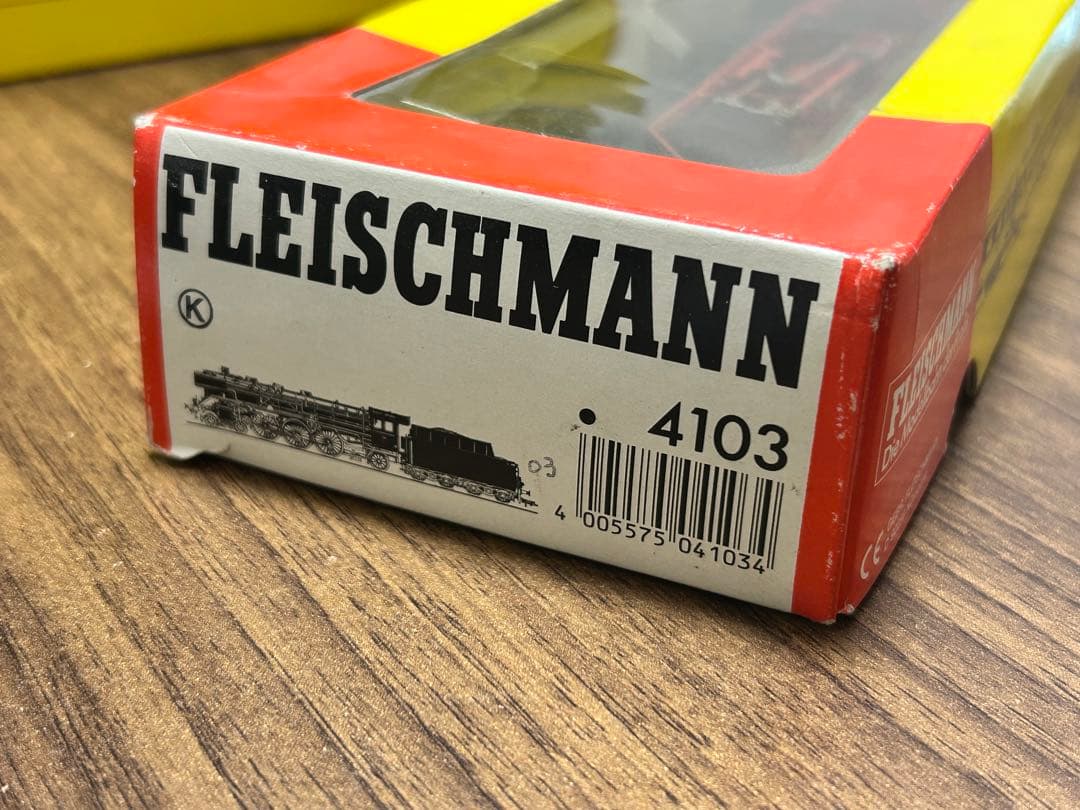 FLEISCHMANN
K
• 4103
03
4 005575 041034
FLEISCHMANN
CE